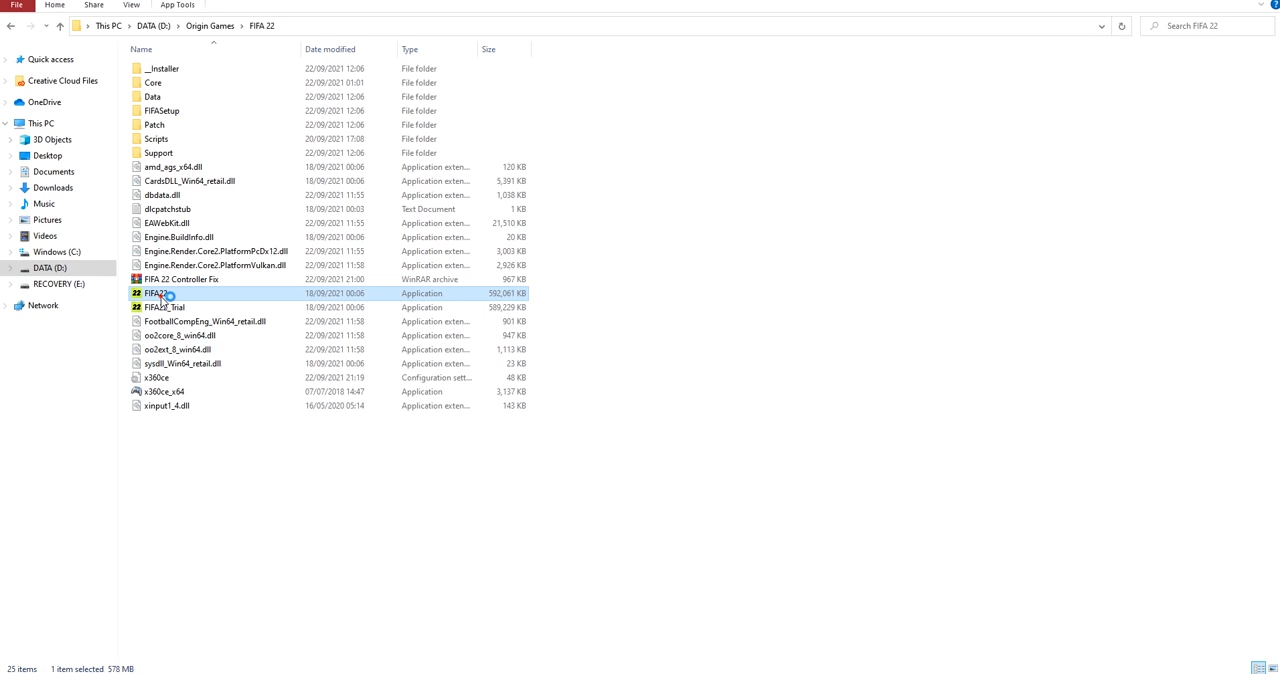 File Home Share View App Tools
This PC > DATA (D:) > Origin Games > FIFA 22 Search FIFA 22
Name Date modified Type Size
Quick access
Creative Cloud Files
OneDrive
This PC
3D Objects
Desktop
Documents
Downloads
Music
Pictures
Videos
Windows (C:)
DATA (D:)
RECOVERY (E:)
Network
__Installer 22/09/2021 12:06 File folder
Core 22/09/2021 01:01 File folder
Data 22/09/2021 12:06 File folder
FIFASetup 22/09/2021 12:06 File folder
Patch 22/09/2021 12:06 File folder
Scripts 20/09/2021 17:08 File folder
Support 22/09/2021 12:06 File folder
amd_ags_x64.dll 18/09/2021 00:06 Application exten... 120 KB
CardsDLL_Win64_retail.dll 18/09/2021 00:06 Application exten... 5,391 KB
dbdata.dll 22/09/2021 11:55 Application exten... 1,038 KB
dlcpatchstub 18/09/2021 00:03 Text Document 1 KB
EAWebKit.dll 22/09/2021 11:55 Application exten... 21,510 KB
Engine.BuildInfo.dll 18/09/2021 00:06 Application exten... 20 KB
Engine.Render.Core2.PlatformPcDx12.dll 22/09/2021 11:55 Application exten... 3,003 KB
Engine.Render.Core2.PlatformVulkan.dll 22/09/2021 11:58 Application exten... 2,926 KB
FIFA 22 Controller Fix 22/09/2021 21:00 WinRAR archive 967 KB
22 FIFA22 18/09/2021 00:06 Application 592,061 KB
22 FIFA22_Trial 18/09/2021 00:06 Application 589,229 KB
FootballCompEng_Win64_retail.dll 22/09/2021 11:58 Application exten... 901 KB
oo2core_8_win64.dll 22/09/2021 11:58 Application exten... 947 KB
oo2ext_8_win64.dll 22/09/2021 11:58 Application exten... 1,113 KB
sysdll_Win64_retail.dll 18/09/2021 00:06 Application exten... 23 KB
x360ce 22/09/2021 21:19 Configuration sett... 48 KB
x360ce_x64 07/07/2018 14:47 Application 3,137 KB
xinput1_4.dll 16/05/2020 05:14 Application exten... 143 KB
25 items 1 item selected 578 MB